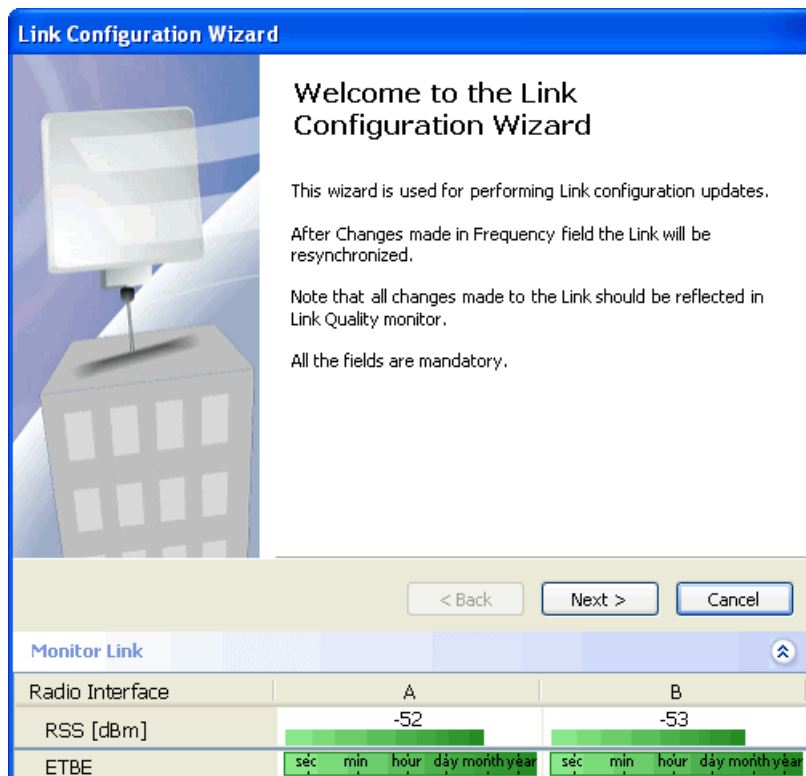 Link Configuration Wizard
Welcome to the Link
Configuration Wizard
This wizard is used for performing Link configuration updates.
After Changes made in Frequency field the Link will be
resynchronized.
Note that all changes made to the Link should be reflected in
Link Quality monitor.
All the fields are mandatory.
< Back Next > Cancel
Monitor Link
Radio Interface A B
RSS [dBm] -52 -53
ETBE sec min hour day month year sec min hour day month year